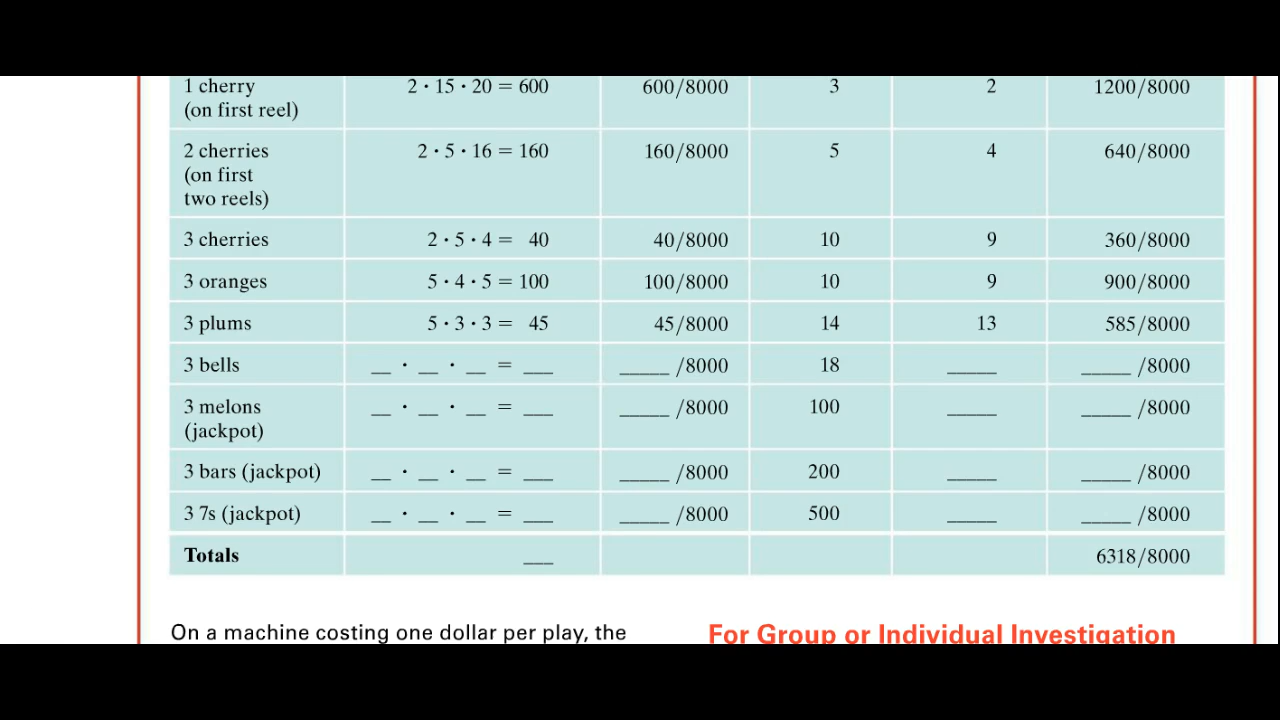 1 cherry 2 · 15 · 20 = 600 600/8000 3 2 1200/8000
(on first reel)
2 cherries 2 · 5 · 16 = 160 160/8000 5 4 640/8000
(on first
two reels)
3 cherries 2 · 5 · 4 = 40 40/8000 10 9 360/8000
3 oranges 5 · 4 · 5 = 100 100/8000 10 9 900/8000
3 plums 5 · 3 · 3 = 45 45/8000 14 13 585/8000
3 bells __ · __ · __ = ___ _____ /8000 18 _____ _____ /8000
3 melons __ · __ · __ = ___ _____ /8000 100 _____ _____ /8000
(jackpot)
3 bars (jackpot) __ · __ · __ = ___ _____ /8000 200 _____ _____ /8000
3 7s (jackpot) __ · __ · __ = ___ _____ /8000 500 _____ _____ /8000
Totals ___ 6318/8000
On a machine costing one dollar per play, the
For Group or Individual Investigation